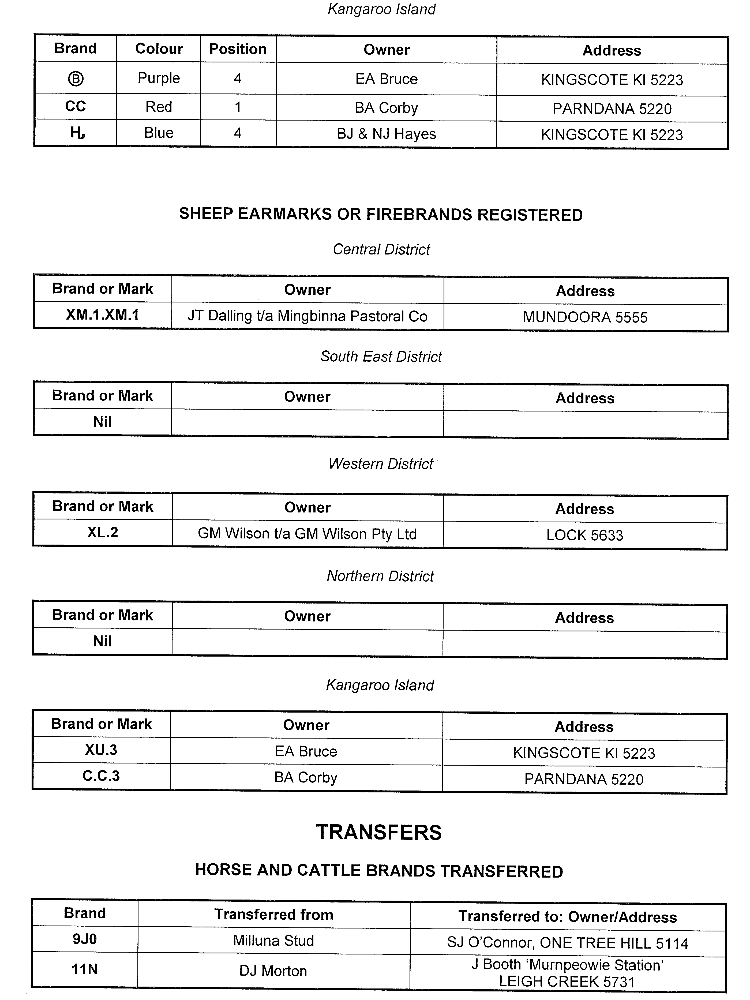 Kangaroo Island
Brand Colour Position Owner Address
Ⓑ Purple 4 EA Bruce KINGSCOTE KI 5223
CC Red 1 BA Corby PARNDANA 5220
Blue 4 BJ & NJ Hayes KINGSCOTE KI 5223
SHEEP EARMARKS OR FIREBRANDS REGISTERED
Central District
Brand or Mark Owner Address
XM.1.XM.1 JT Dalling t/a Mingbinna Pastoral Co MUNDOORA 5555
South East District
Brand or Mark Owner Address
Nil
Western District
Brand or Mark Owner Address
XL.2 GM Wilson t/a GM Wilson Pty Ltd LOCK 5633
Northern District
Brand or Mark Owner Address
Nil
Kangaroo Island
Brand or Mark Owner Address
XU.3 EA Bruce KINGSCOTE KI 5223
C.C.3 BA Corby PARNDANA 5220
TRANSFERS
HORSE AND CATTLE BRANDS TRANSFERRED
Brand Transferred from Transferred to: Owner/Address
9J0 Milluna Stud SJ O'Connor, ONE TREE HILL 5114
11N DJ Morton J Booth ‘Murnpeowie Station’
LEIGH CREEK 5731